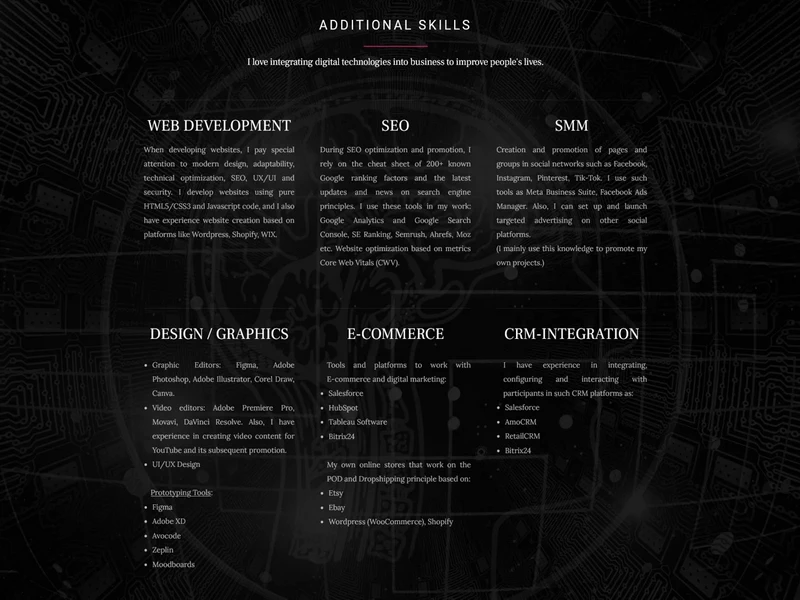 ADDITIONAL SKILLS
I love integrating digital technologies into business to improve people's lives.
WEB DEVELOPMENT
When developing websites, I pay special
attention to modern design, adaptability,
technical optimization, SEO, UX/UI and
security. I develop websites using pure
HTML5/CSS3 and Javascript code, and I also
have experience website creation based on
platforms like Wordpress, Shopify, WIX.
SEO
During SEO optimization and promotion, I
rely on the cheat sheet of 200+ known
Google ranking factors and the latest
updates and news on search engine
principles. I use these tools in my work:
Google Analytics and Google Search
Console, SE Ranking, Semrush, Ahrefs, Moz
etc. Website optimization based on metrics
Core Web Vitals (CWV).
SMM
Creation and promotion of pages and
groups in social networks such as Facebook,
Instagram, Pinterest, Tik-Tok. I use such
tools as Meta Business Suite, Facebook Ads
Manager. Also, I can set up and launch
targeted advertising on other social
platforms.
(I mainly use this knowledge to promote my
own projects.)
DESIGN / GRAPHICS
• Graphic Editors: Figma, Adobe
Photoshop, Adobe Illustrator, Corel Draw,
Canva.
• Video editors: Adobe Premiere Pro,
Movavi, DaVinci Resolve. Also, I have
experience in creating video content for
YouTube and its subsequent promotion.
• UI/UX Design
Prototyping Tools:
• Figma
• Adobe XD
• Avocode
• Zeplin
• Moodboards
E-COMMERCE
Tools and platforms to work with
E-commerce and digital marketing:
• Salesforce
• HubSpot
• Tableau Software
• Bitrix24
My own online stores that work on the
POD and Dropshipping principle based on:
• Etsy
• Ebay
• Wordpress (WooCommerce), Shopify
CRM-INTEGRATION
I have experience in integrating,
configuring and interacting with
participants in such CRM platforms as:
• Salesforce
• AmoCRM
• RetailCRM
• Bitrix24